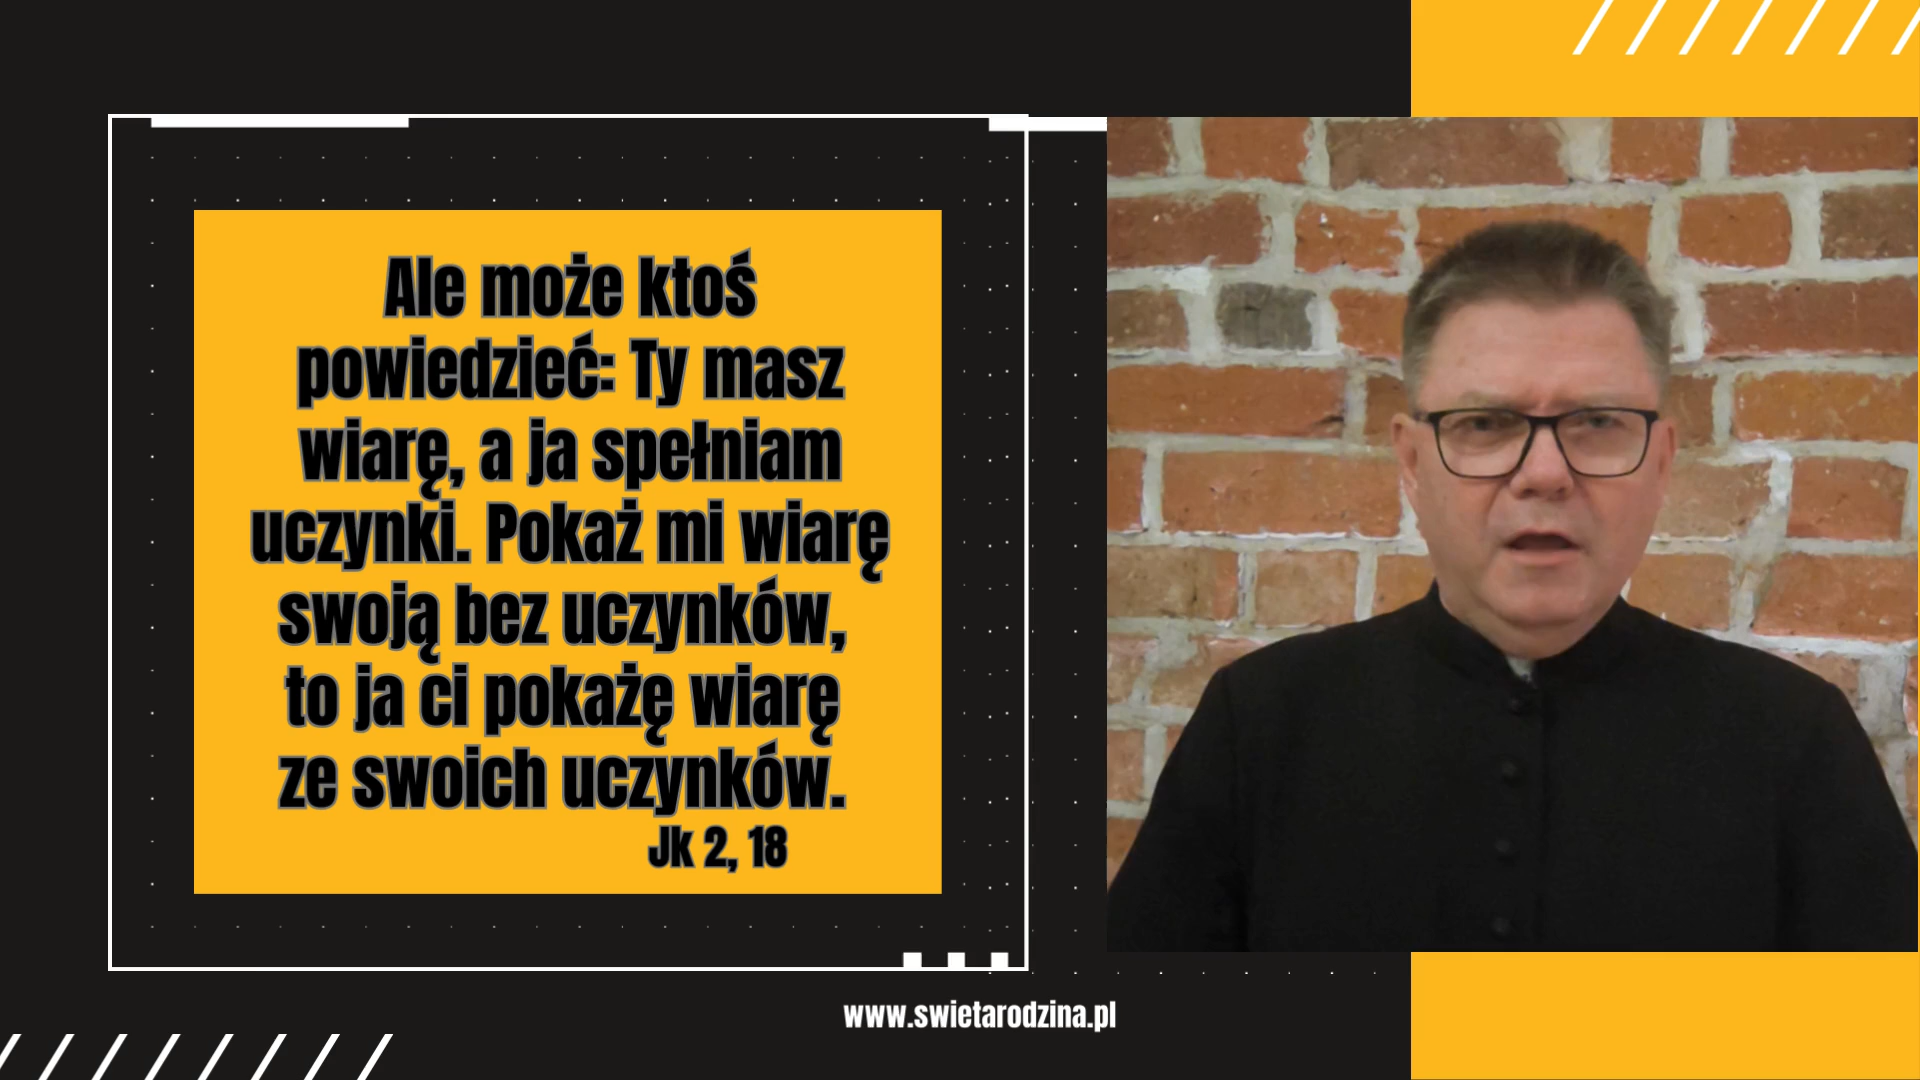 Ale może ktoś
powiedzieć: Ty masz
wiarę, a ja spełniam
uczynki. Pokaż mi wiarę
swoją bez uczynków,
to ja ci pokażę wiarę
ze swoich uczynków.
Jk 2, 18
www.swietarodzina.pl